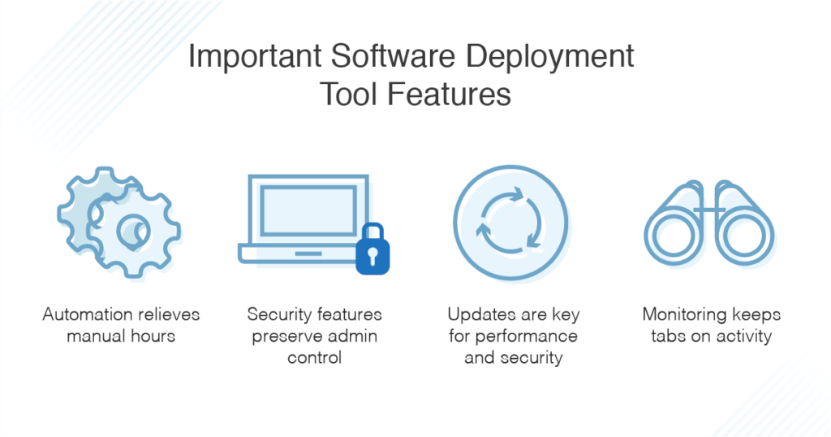 Important Software Deployment
Tool Features
Automation relieves
manual hours
Security features
preserve admin
control
Updates are key
for performance
and security
Monitoring keeps
tabs on activity